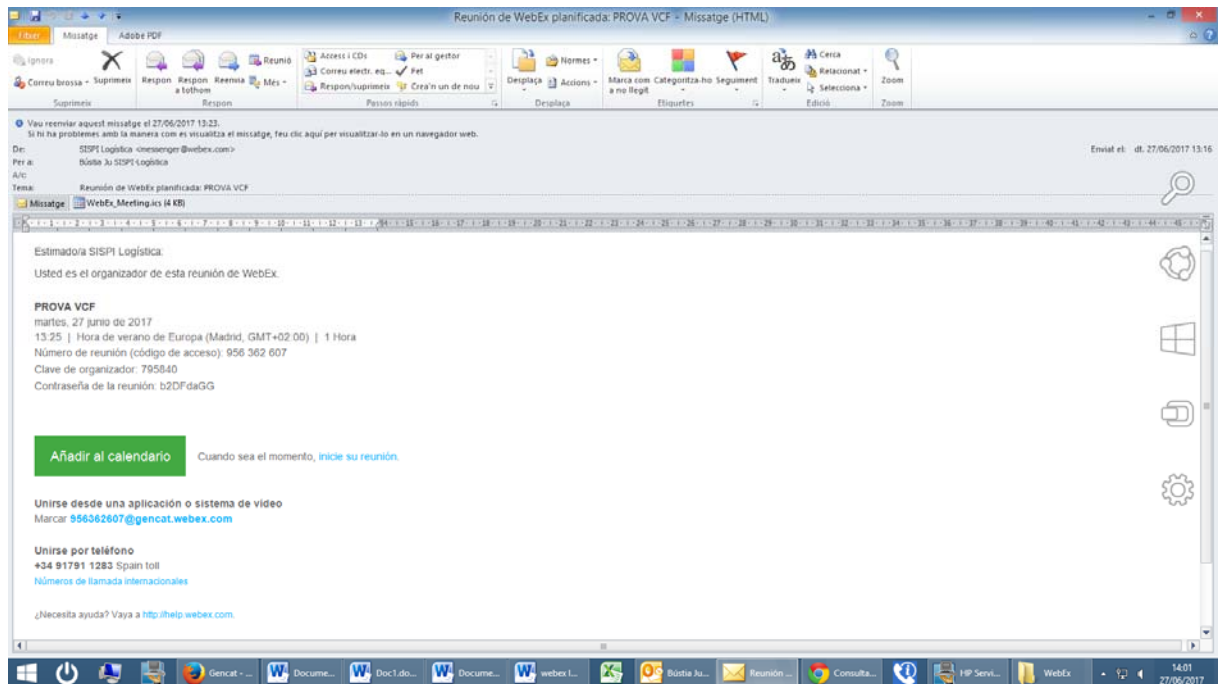 Reunión de WebEx planificada: PROVA VCF - Missatge (HTML)
Fitxer Missatge Adobe PDF
Ignora
Correu brossa
Suprimeix
Suprimeix
Respon
Respon a tothom
Reenvia
Reunió
Més
Respon
Access i CDs
Correu electr. eq...
Respon/suprimeix
Per al gestor
Fet
Crea'n un de nou
Passos ràpids
Desplaça
Normes
Accions
Desplaça
Marca com a no llegit
Categoritza-ho
Seguiment
Etiquetes
Tradueix
Cerca
Relacionat
Selecciona
Edició
Zoom
Zoom
Vau reenviar aquest missatge el 27/06/2017 13:23.
Si hi ha problemes amb la manera com es visualitza el missatge, feu clic aquí per visualitzar-lo en un navegador web.
De: SISPI Logística <messenger@webex.com> Enviat el: dt. 27/06/2017 13:16
Per a: Bústia Ju SISPI-Logística
A/c:
Tema: Reunión de WebEx planificada: PROVA VCF
Missatge WebEx_Meeting.ics (4 KB)
Estimado/a SISPI Logística:
Usted es el organizador de esta reunión de WebEx.
PROVA VCF
martes, 27 junio de 2017
13:25 | Hora de verano de Europa (Madrid, GMT+02:00) | 1 Hora
Número de reunión (código de acceso): 956 362 607
Clave de organizador: 795840
Contraseña de la reunión: b2DFdaGG
Añadir al calendario Cuando sea el momento, inicie su reunión.
Unirse desde una aplicación o sistema de vídeo
Marcar 956362607@gencat.webex.com
Unirse por teléfono
+34 91791 1283 Spain toll
Números de llamada internacionales
¿Necesita ayuda? Vaya a http://help.webex.com.
Gencat - ... Docume... Doc1.do... Docume... webex l... Bústia Ju... Reunión ... Consulta... HP Servi... WebEx 14:01
27/06/2017